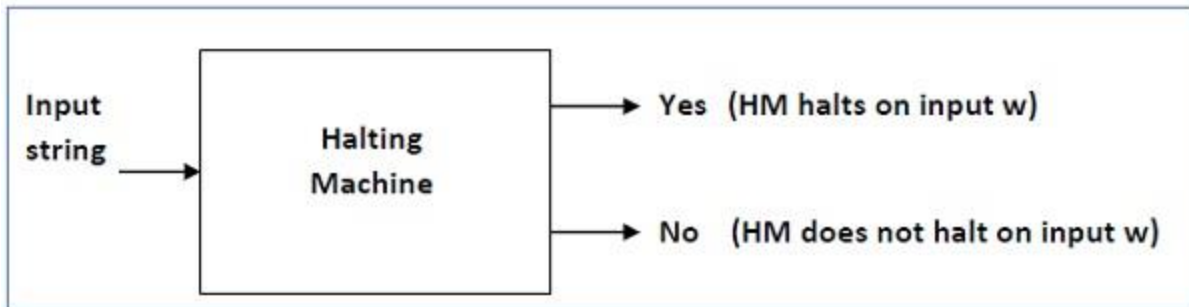 Input
string
Halting
Machine
Yes (HM halts on input w)
No (HM does not halt on input w)